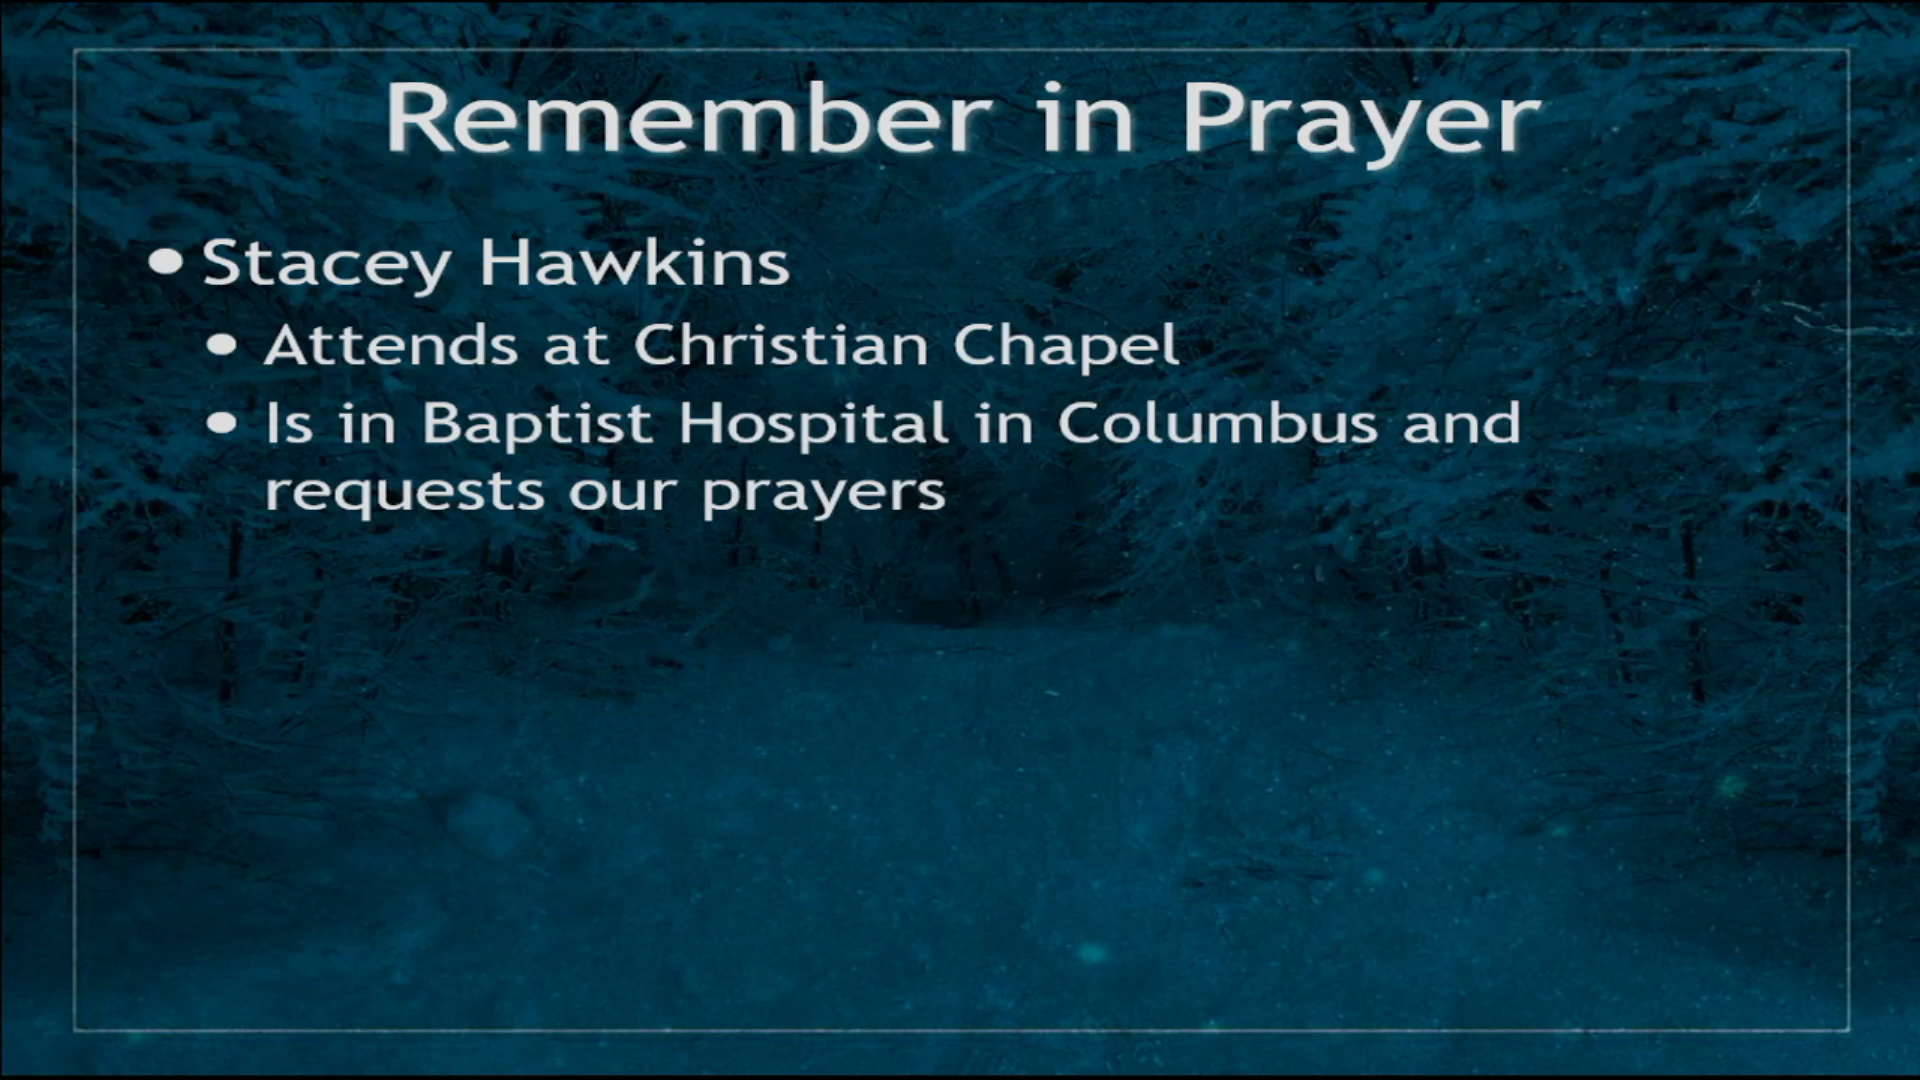 Remember in Prayer
• Stacey Hawkins
• Attends at Christian Chapel
• Is in Baptist Hospital in Columbus and
requests our prayers